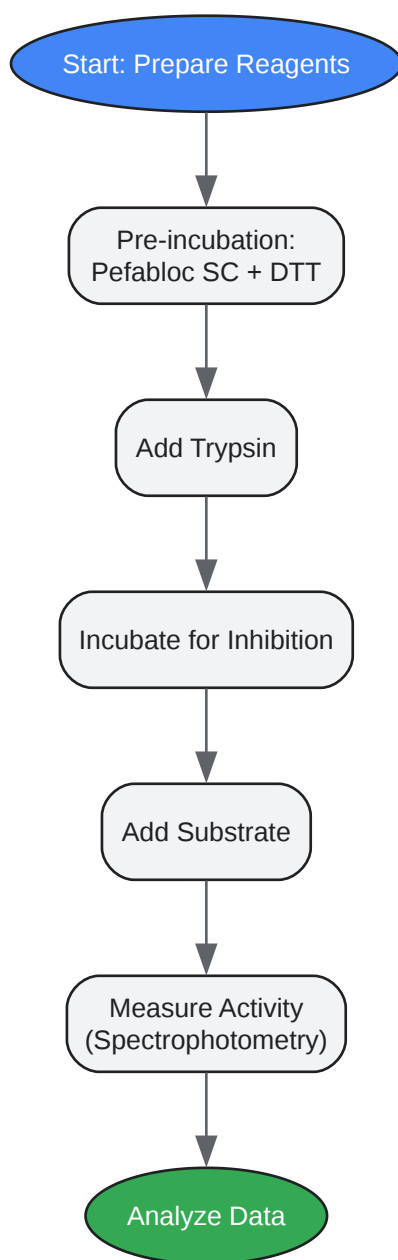 Start: Prepare Reagents
Pre-incubation:
Pefabloc SC + DTT
Add Trypsin
Incubate for Inhibition
Add Substrate
Measure Activity
(Spectrophotometry)
Analyze Data